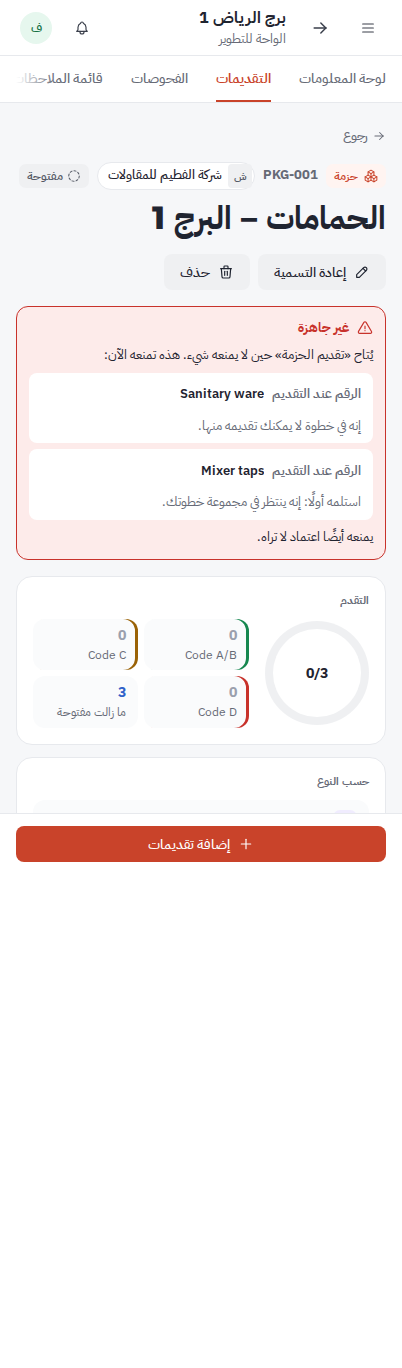 برج الرياض 1
الواحة للتطوير
ف
لوحة المعلومات
التقديمات
الفحوصات
قائمة الملاحظات
رجوع
حزمة
PKG-001
ش
شركة الفطيم للمقاولات
مفتوحة
الحمامات – البرج 1
إعادة التسمية
حذف
غير جاهزة
يُتاح «تقديم الحزمة» حين لا يمنعه شيء. هذه تمنعه الآن:
الرقم عند التقديم Sanitary ware
إنه في خطوة لا يمكنك تقديمه منها.
الرقم عند التقديم Mixer taps
استلمه أولًا: إنه ينتظر في مجموعة خطوتك.
يمنعه أيضًا اعتماد لا تراه.
التقدم
0/3
0
Code A/B
0
Code C
0
Code D
3
ما زالت مفتوحة
حسب النوع
إضافة تقديمات